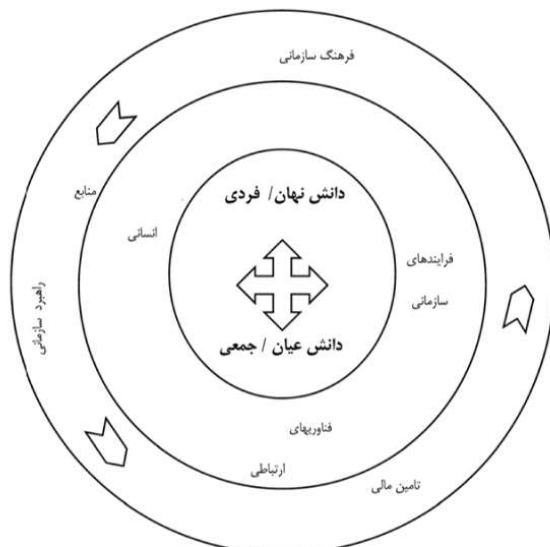 فرهنگ سازمانی
منابع
انسانی
دانش نهان/ فردی
فرایندهای
سازمانی
راهبرد سازمانی
دانش عیان / جمعی
فناوریهای
ارتباطی
تامین مالی